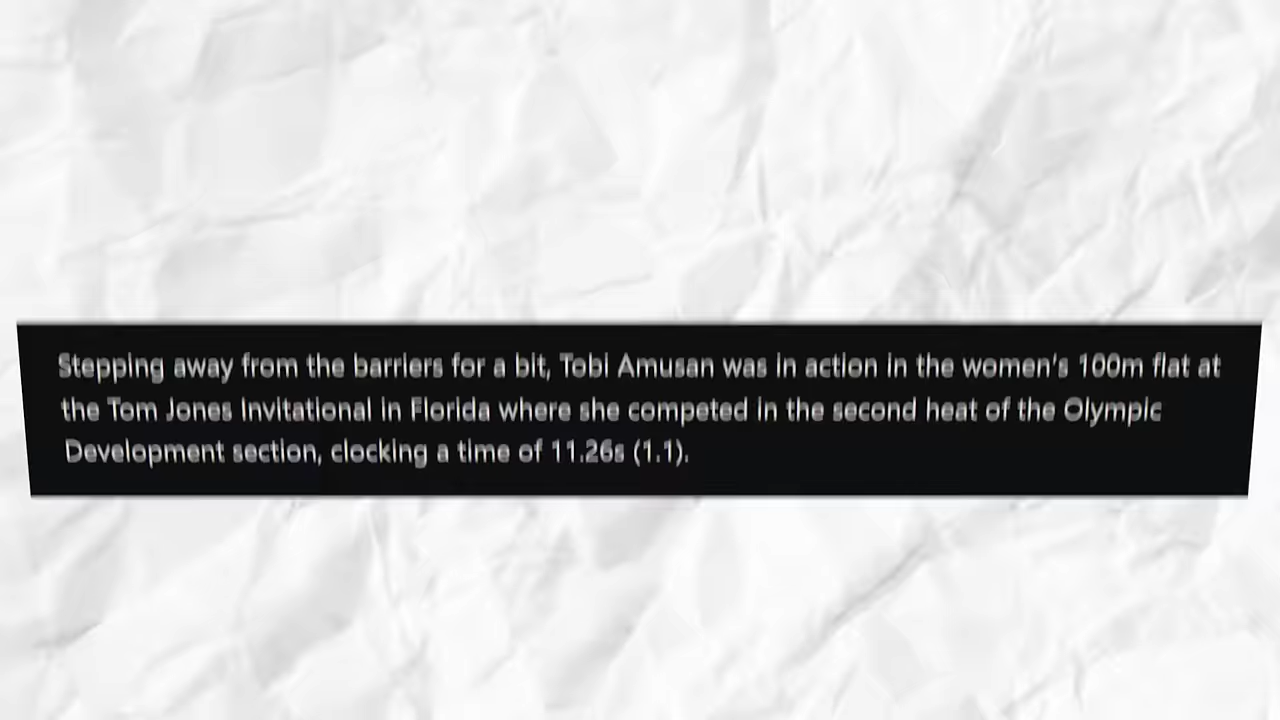 Stepping away from the barriers for a bit, Tobi Amusan was in action in the women's 100m flat at
the Tom Jones Invitational in Florida where she competed in the second heat of the Olympic
Development section, clocking a time of 11.26s (1.1).